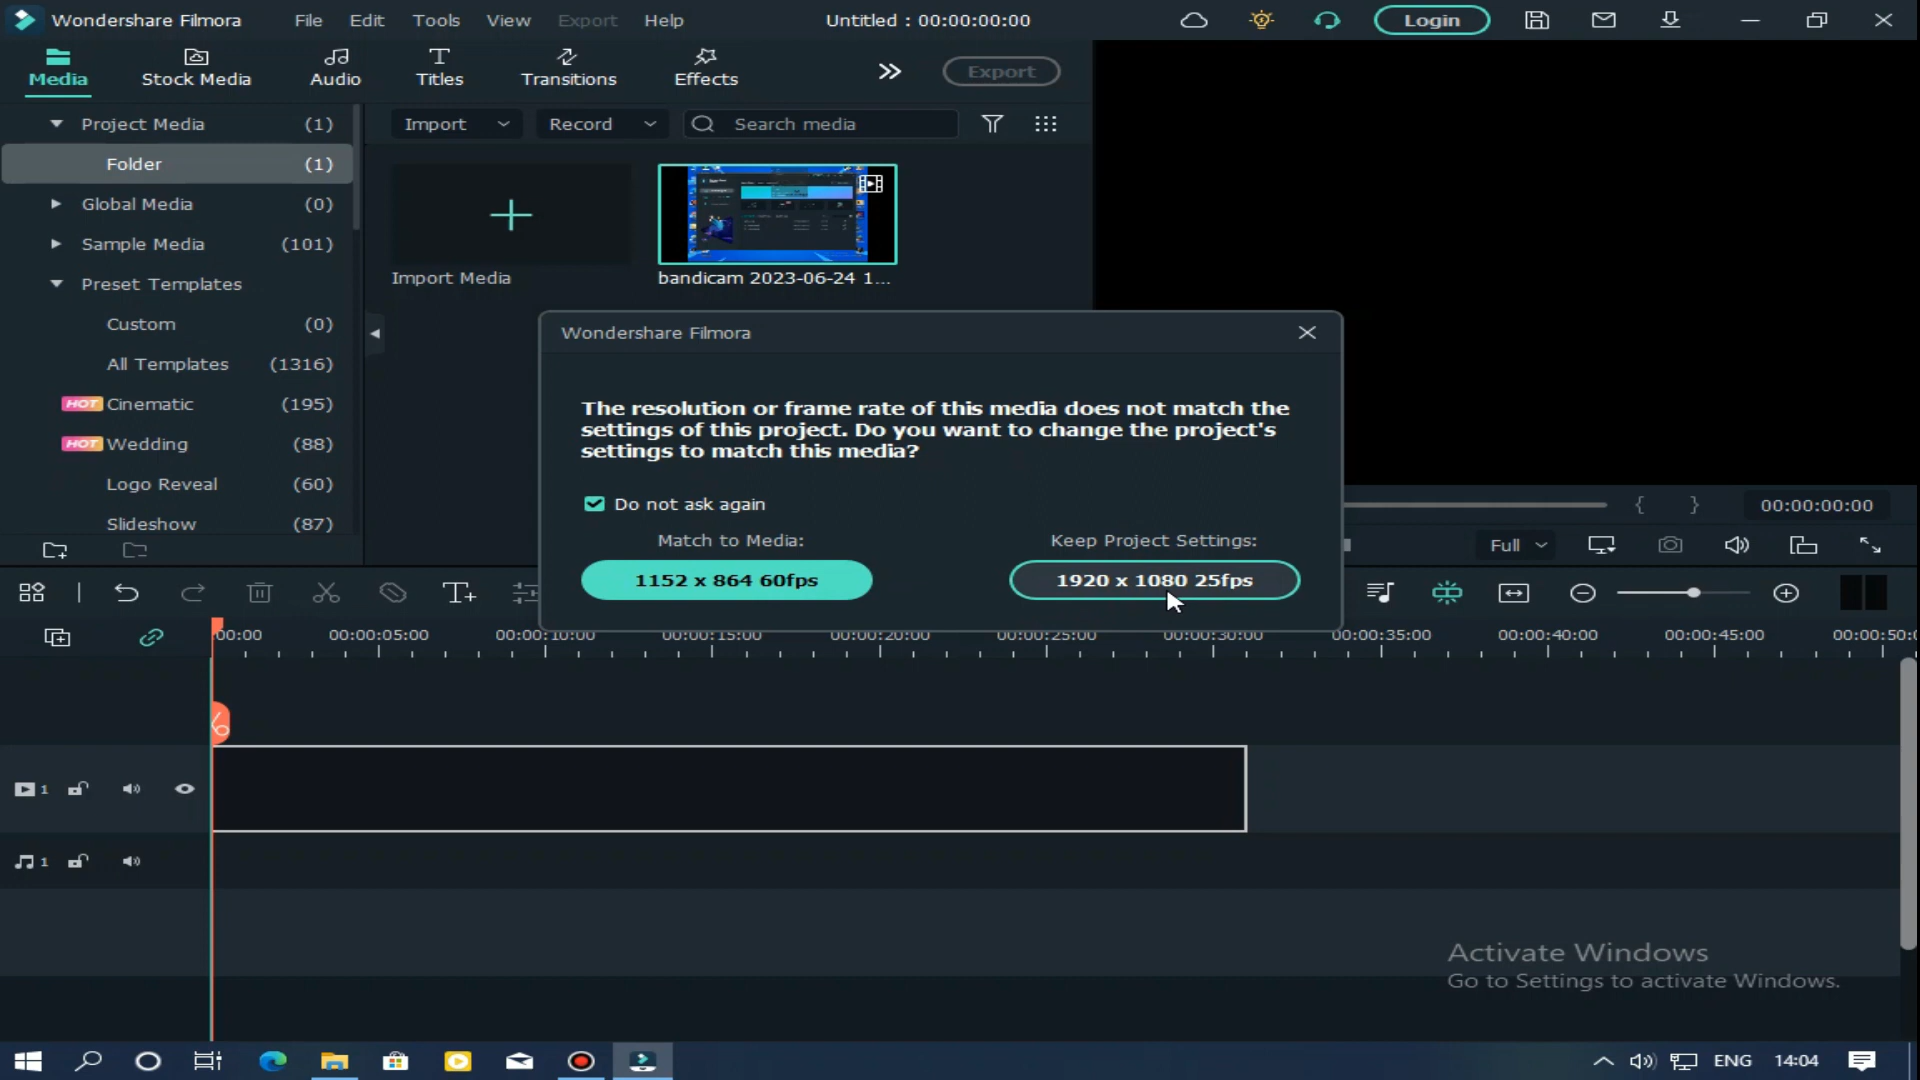 Wondershare Filmora File Edit Tools View Export Help Untitled : 00:00:00:00 Login
Media Stock Media Audio Titles Transitions Effects Export
Project Media (1)
Folder (1)
Global Media (0)
Sample Media (101)
Preset Templates
Custom (0)
All Templates (1316)
HOT Cinematic (195)
HOT Wedding (88)
Logo Reveal (60)
Slideshow (87)
Import Record Search media
Import Media bandicam 2023-06-24 1...
Wondershare Filmora
The resolution or frame rate of this media does not match the
settings of this project. Do you want to change the project's
settings to match this media?
Do not ask again
Match to Media: Keep Project Settings:
1152 x 864 60fps 1920 x 1080 25fps
{ } 00:00:00:00
Full
00:00 00:00:05:00 00:00:10:00 00:00:15:00 00:00:20:00 00:00:25:00 00:00:30:00 00:00:35:00 00:00:40:00 00:00:45:00 00:00:50:
1
1
Activate Windows
Go to Settings to activate Windows.
ENG 14:04